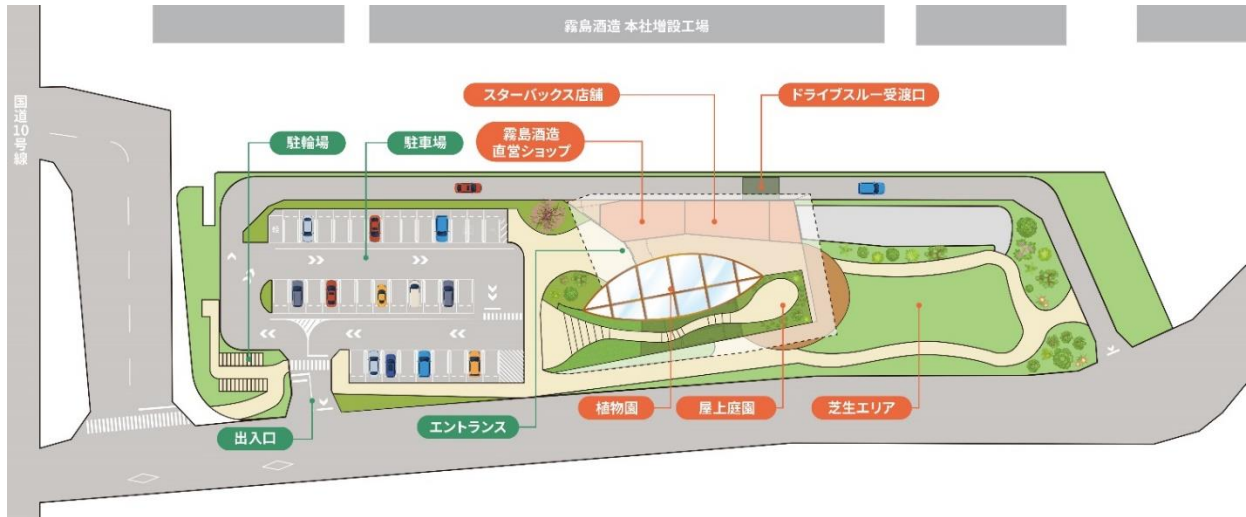 霧島酒造 本社増設工場
国道10号線
スターバックス店舗
ドライブスルー受渡口
駐輪場
駐車場
霧島酒造
直営ショップ
エントランス
植物園
屋上庭園
芝生エリア
出入口